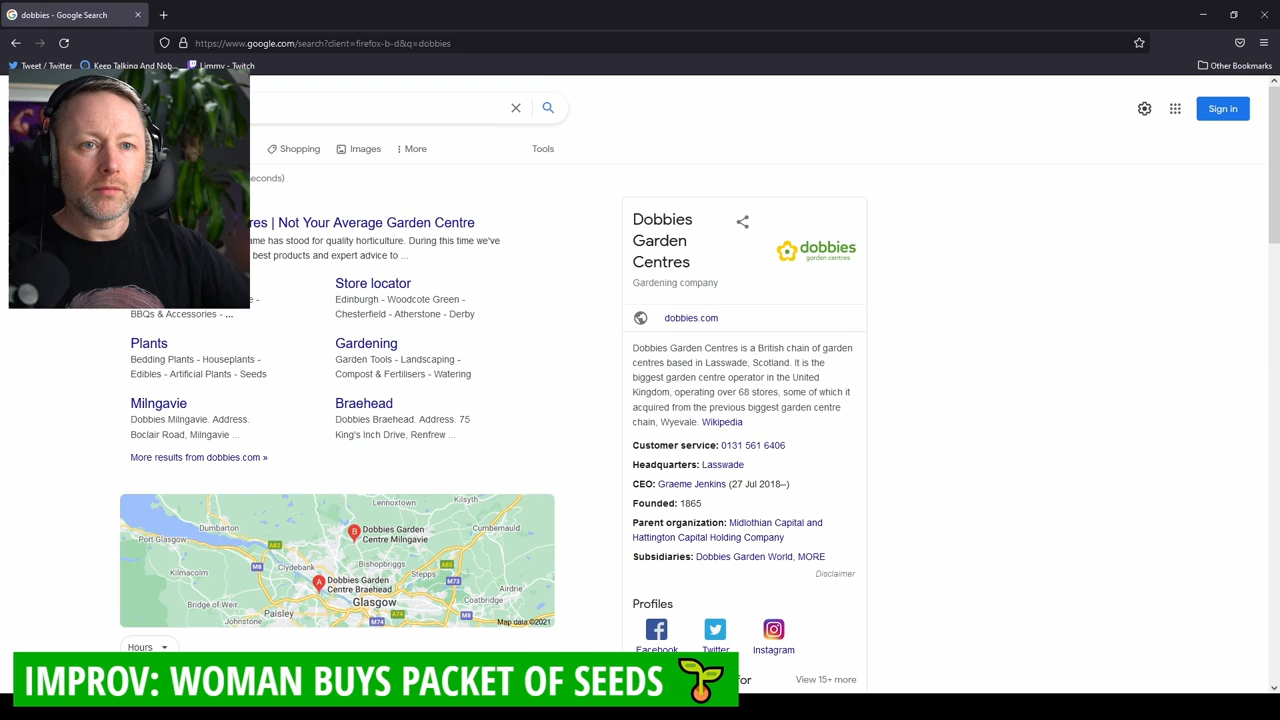 dobbies - Google Search
https://www.google.com/search?client=firefox-b-d&q=dobbies
Tweet / Twitter
Keep Talking And Nob...
Limmy - Twitch
Other Bookmarks
Sign in
Shopping
Images
More
Tools
econds)
res | Not Your Average Garden Centre
ame has stood for quality horticulture. During this time we've
best products and expert advice to ...
Store locator
e -
Edinburgh - Woodcote Green -
BBQs & Accessories - ...
Chesterfield - Atherstone - Derby
Plants
Gardening
Bedding Plants - Houseplants -
Garden Tools - Landscaping -
Edibles - Artificial Plants - Seeds
Compost & Fertilisers - Watering
Milngavie
Braehead
Dobbies Milngavie. Address.
Dobbies Braehead. Address. 75
Boclair Road, Milngavie ...
King's Inch Drive, Renfrew ...
More results from dobbies.com »
Lennoxtown
Kilsyth
Dumbarton
Port Glasgow
B
Dobbies Garden
Centre Milngavie
Cumbernauld
A82
A80
M8
Clydebank
Bishopbriggs
Kilmacolm
Stepps
M73
A
Dobbies Garden
Centre Braehead
Airdrie
Bridge of Weir
Glasgow
Coatbridge
Paisley
A74
M8
Johnstone
M74
Map data ©2021
Hours
Dobbies
Garden
Centres
dobbies
garden centres
Gardening company
dobbies.com
Dobbies Garden Centres is a British chain of garden
centres based in Lasswade, Scotland. It is the
biggest garden centre operator in the United
Kingdom, operating over 68 stores, some of which it
acquired from the previous biggest garden centre
chain, Wyevale. Wikipedia
Customer service: 0131 561 6406
Headquarters: Lasswade
CEO: Graeme Jenkins (27 Jul 2018–)
Founded: 1865
Parent organization: Midlothian Capital and
Hattington Capital Holding Company
Subsidiaries: Dobbies Garden World, MORE
Disclaimer
Profiles
Facebook
Twitter
Instagram
for
View 15+ more
IMPROV: WOMAN BUYS PACKET OF SEEDS